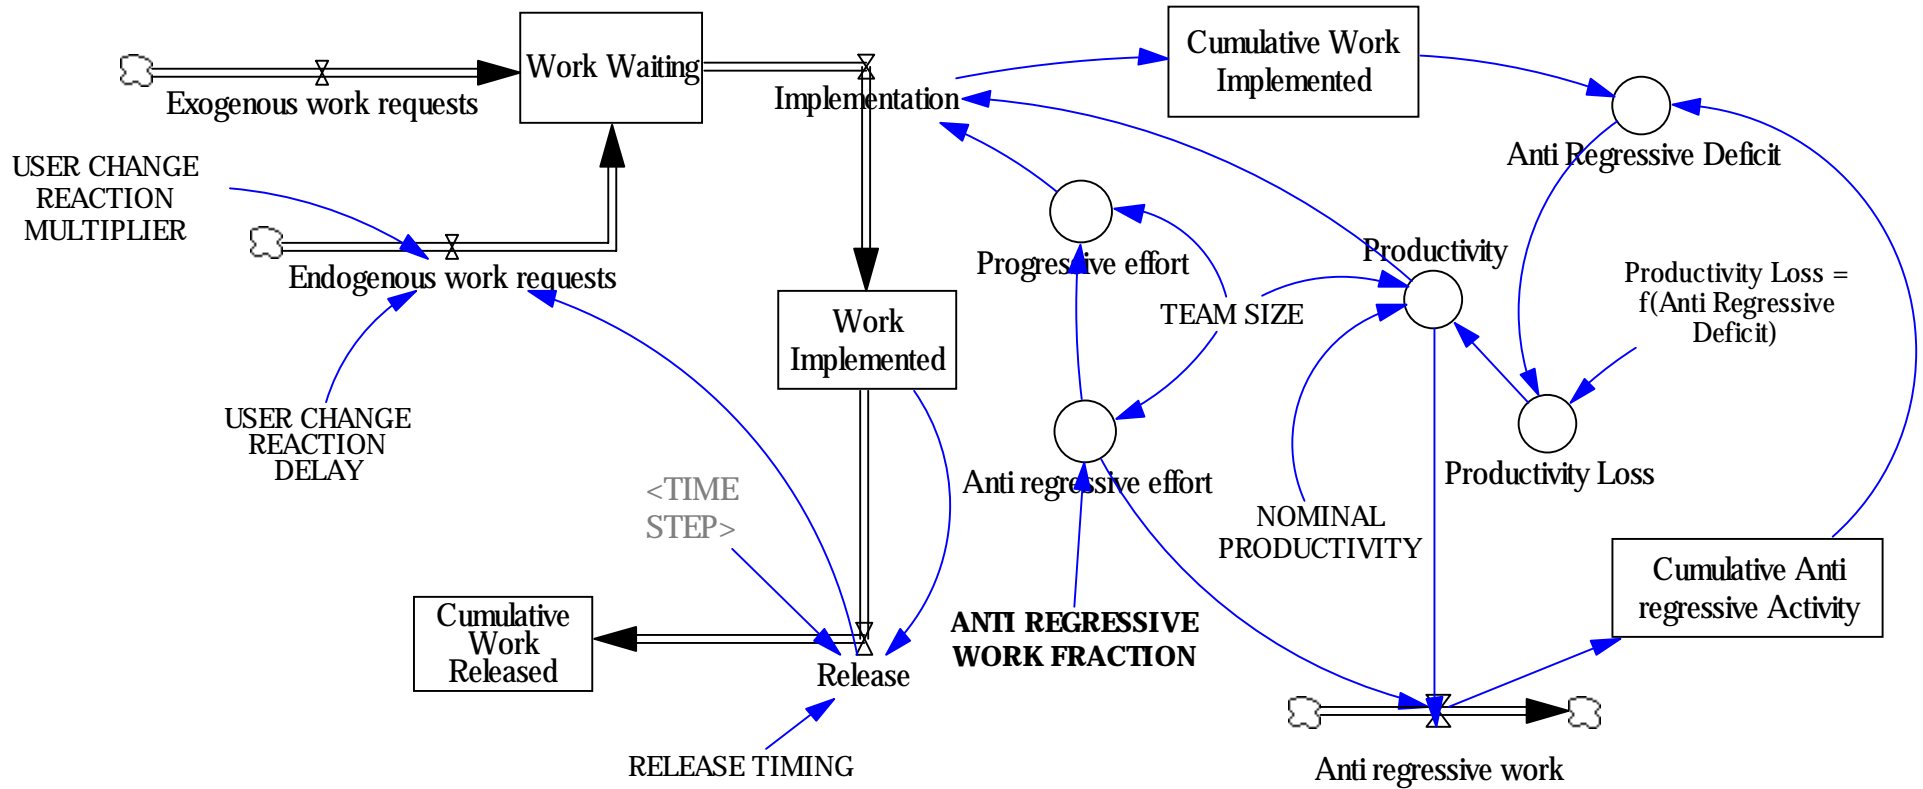 Work Waiting
Cumulative Work
Implemented
Exogenous work requests
Implementation
USER CHANGE
REACTION
MULTIPLIER
Anti Regressive Deficit
Endogenous work requests
Progressive effort
Productivity
TEAM SIZE
Productivity Loss =
f(Anti Regressive
Deficit)
Work
Implemented
USER CHANGE
REACTION
DELAY
<TIME
STEP>
Anti regressive effort
Productivity Loss
NOMINAL
PRODUCTIVITY
Cumulative Anti
regressive Activity
Cumulative
Work
Released
Release
ANTI REGRESSIVE
WORK FRACTION
RELEASE TIMING
Anti regressive work